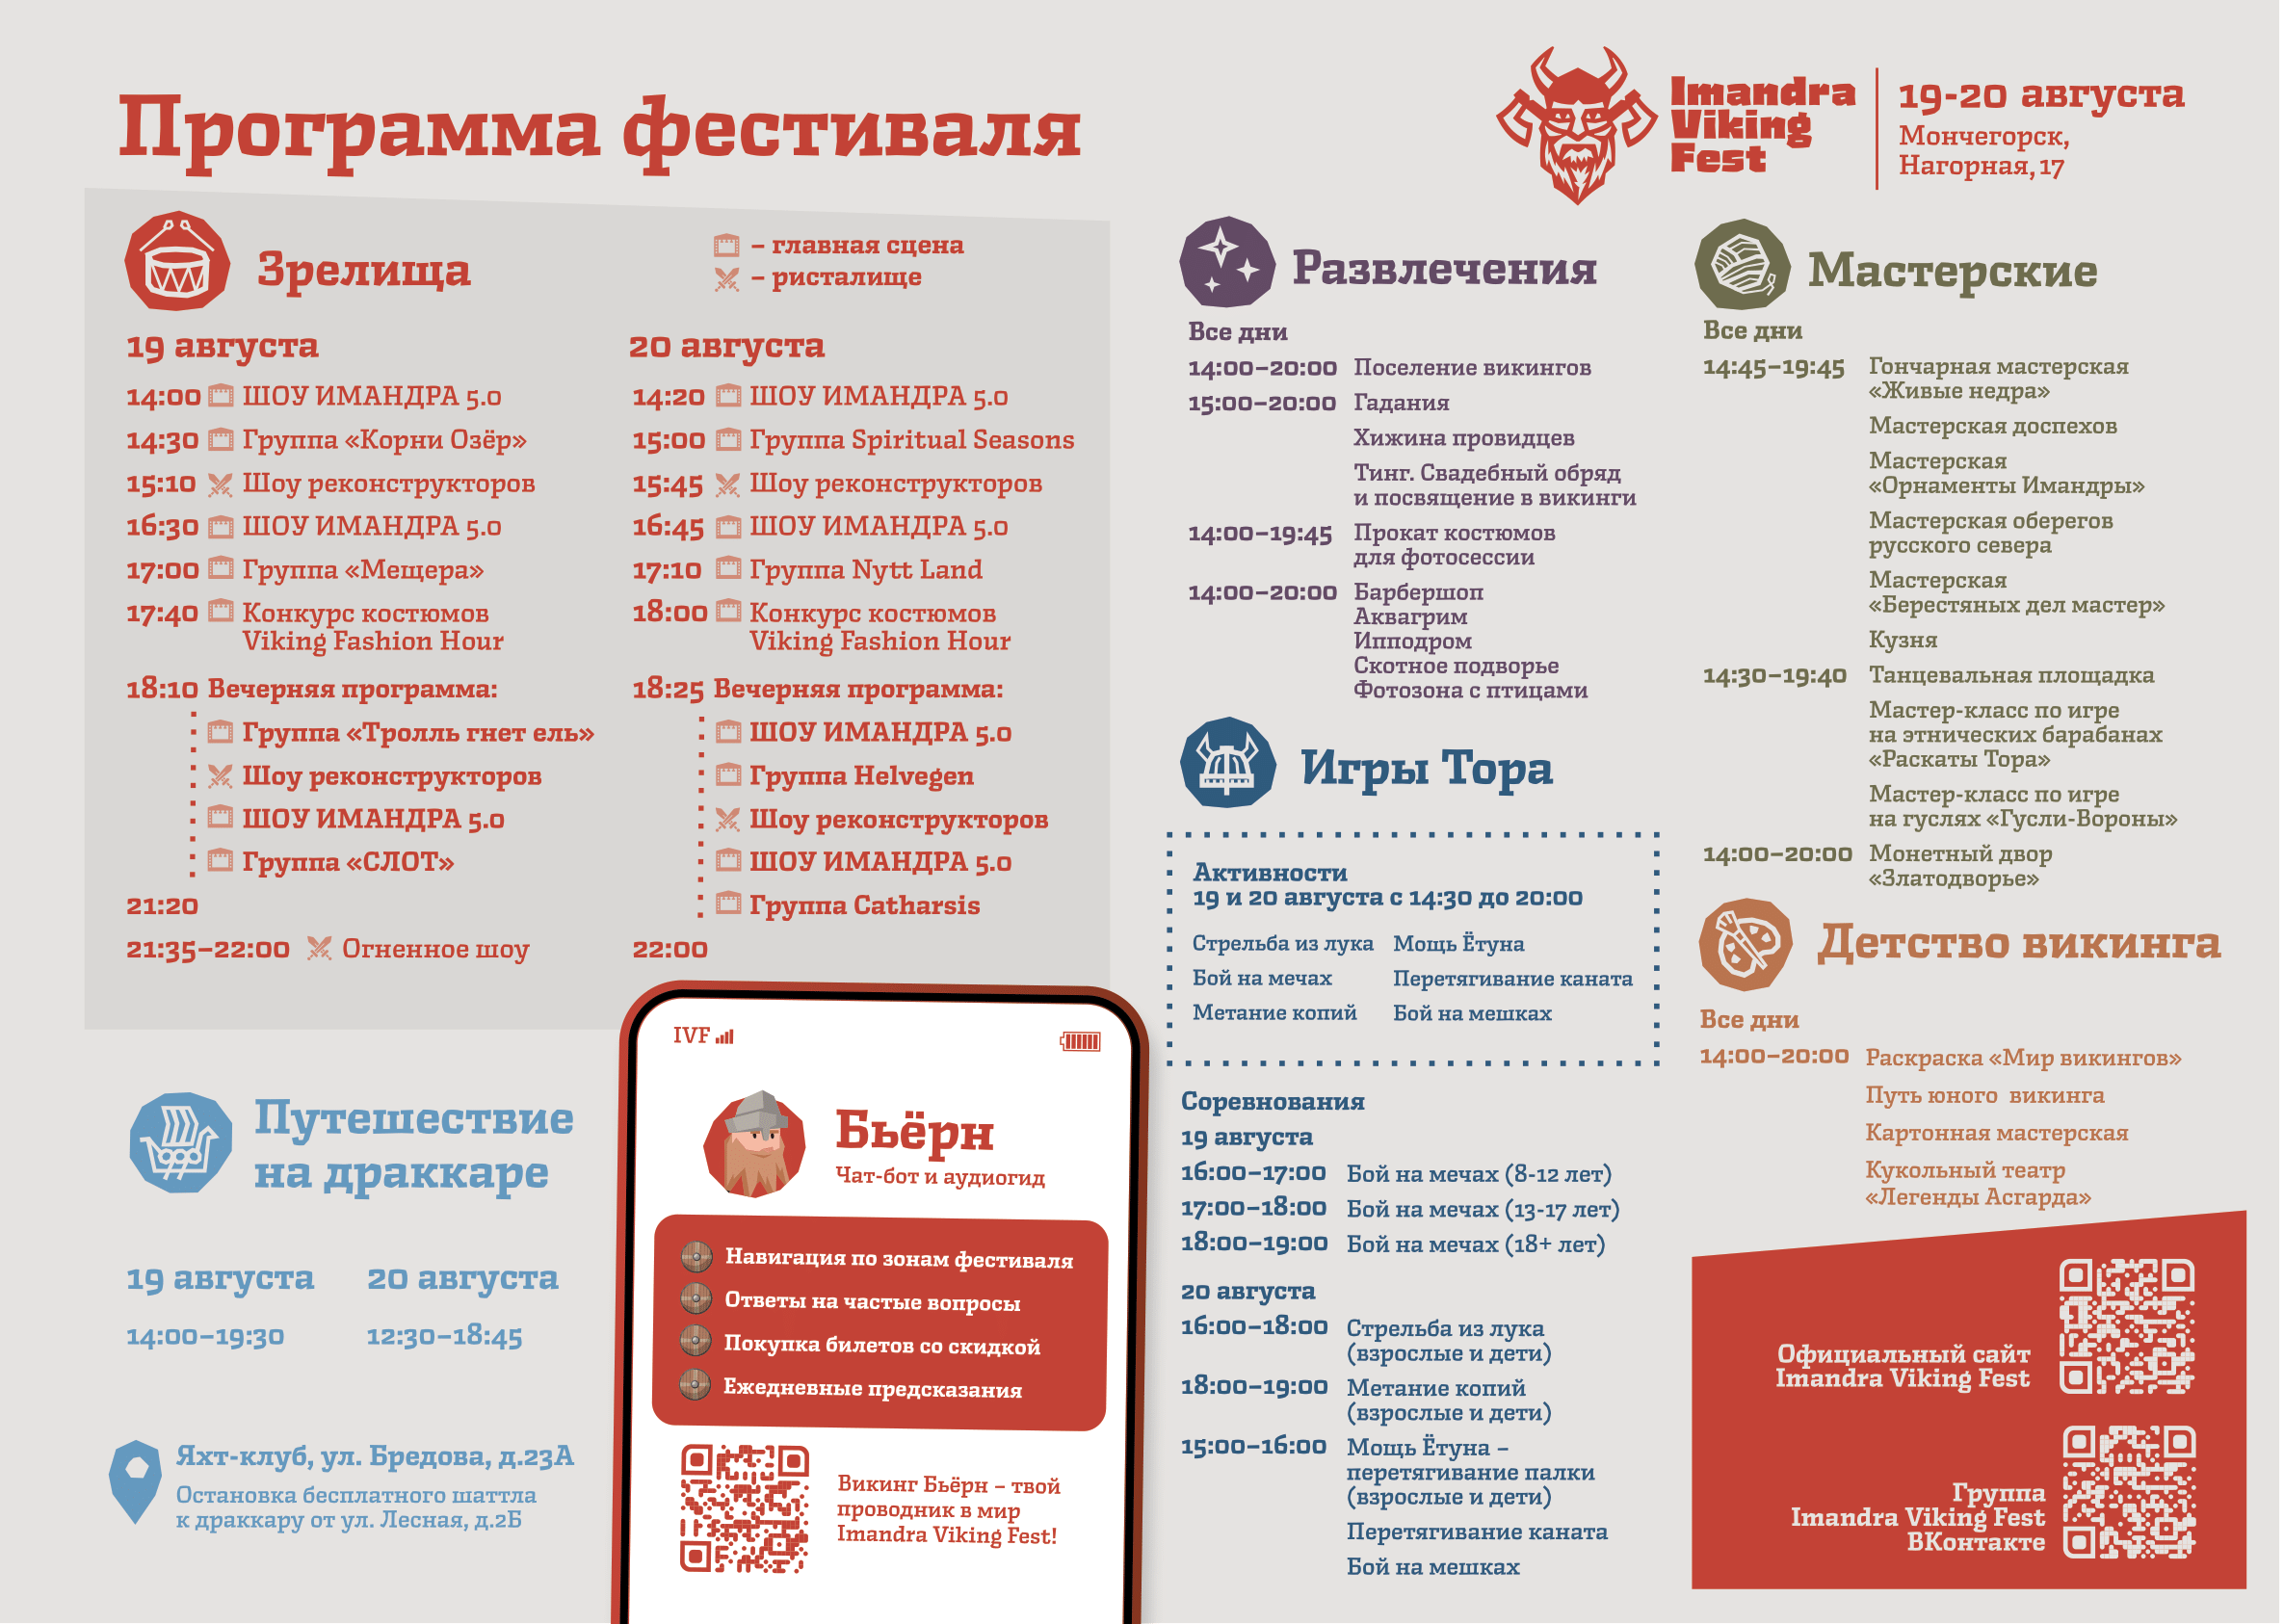 Программа фестиваля
Imandra
Viking
Fest
19-20 августа
Мончегорск,
Нагорная, 17
Зрелища
– главная сцена
– ристалище
19 августа
14:00 ШОУ ИМАНДРА 5.0
14:30 Группа «Корни Озёр»
15:10 Шоу реконструкторов
16:30 ШОУ ИМАНДРА 5.0
17:00 Группа «Мещера»
17:40 Конкурс костюмов
Viking Fashion Hour
18:10 Вечерняя программа:
Группа «Тролль гнет ель»
Шоу реконструкторов
ШОУ ИМАНДРА 5.0
Группа «СЛОТ»
21:20
21:35–22:00 Огненное шоу
20 августа
14:20 ШОУ ИМАНДРА 5.0
15:00 Группа Spiritual Seasons
15:45 Шоу реконструкторов
16:45 ШОУ ИМАНДРА 5.0
17:10 Группа Nytt Land
18:00 Конкурс костюмов
Viking Fashion Hour
18:25 Вечерняя программа:
ШОУ ИМАНДРА 5.0
Группа Helvegen
Шоу реконструкторов
ШОУ ИМАНДРА 5.0
Группа Catharsis
22:00
Путешествие
на драккаре
19 августа
14:00–19:30
20 августа
12:30–18:45
Яхт-клуб, ул. Бредова, д.23А
Остановка бесплатного шаттла
к драккару от ул. Лесная, д.2Б
IVF
Бьёрн
Чат-бот и аудиогид
Навигация по зонам фестиваля
Ответы на частые вопросы
Покупка билетов со скидкой
Ежедневные предсказания
Викинг Бьёрн – твой
проводник в мир
Imandra Viking Fest!
Развлечения
Все дни
14:00–20:00 Поселение викингов
15:00–20:00 Гадания
Хижина провидцев
Тинг. Свадебный обряд
и посвящение в викинги
14:00–19:45 Прокат костюмов
для фотосессии
14:00–20:00 Барбершоп
Аквагрим
Ипподром
Скотное подворье
Фотозона с птицами
Игры Тора
Активности
19 и 20 августа с 14:30 до 20:00
Стрельба из лука Мощь Ётуна
Бой на мечах Перетягивание каната
Метание копий Бой на мешках
Соревнования
19 августа
16:00–17:00 Бой на мечах (8-12 лет)
17:00–18:00 Бой на мечах (13-17 лет)
18:00–19:00 Бой на мечах (18+ лет)
20 августа
16:00–18:00 Стрельба из лука
(взрослые и дети)
18:00–19:00 Метание копий
(взрослые и дети)
15:00–16:00 Мощь Ётуна –
перетягивание палки
(взрослые и дети)
Перетягивание каната
Бой на мешках
Мастерские
Все дни
14:45–19:45 Гончарная мастерская
«Живые недра»
Мастерская доспехов
Мастерская
«Орнаменты Имандры»
Мастерская оберегов
русского севера
Мастерская
«Берестяных дел мастер»
Кузня
14:30–19:40 Танцевальная площадка
Мастер-класс по игре
на этнических барабанах
«Раскаты Тора»
Мастер-класс по игре
на гуслях «Гусли-Вороны»
14:00–20:00 Монетный двор
«Златодворье»
Детство викинга
Все дни
14:00–20:00 Раскраска «Мир викингов»
Путь юного викинга
Картонная мастерская
Кукольный театр
«Легенды Асгарда»
Официальный сайт
Imandra Viking Fest
Группа
Imandra Viking Fest
ВКонтакте